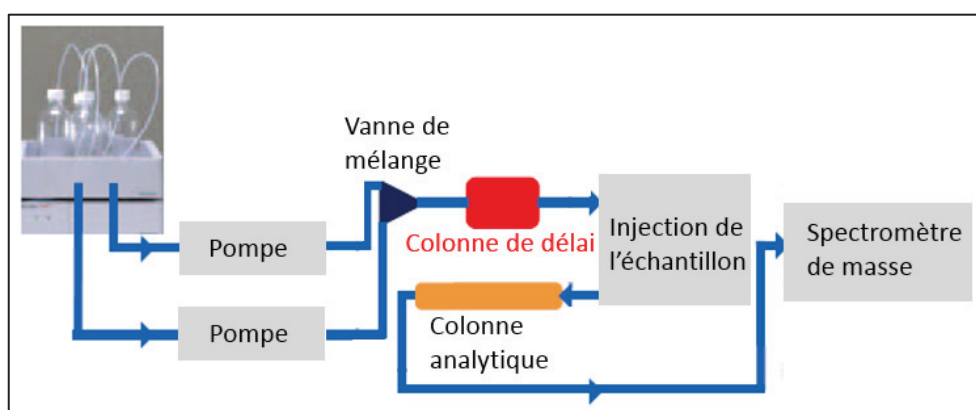 Vanne de
mélange
Pompe
Colonne de délai
Injection de
l'échantillon
Spectromètre
de masse
Pompe
Colonne
analytique